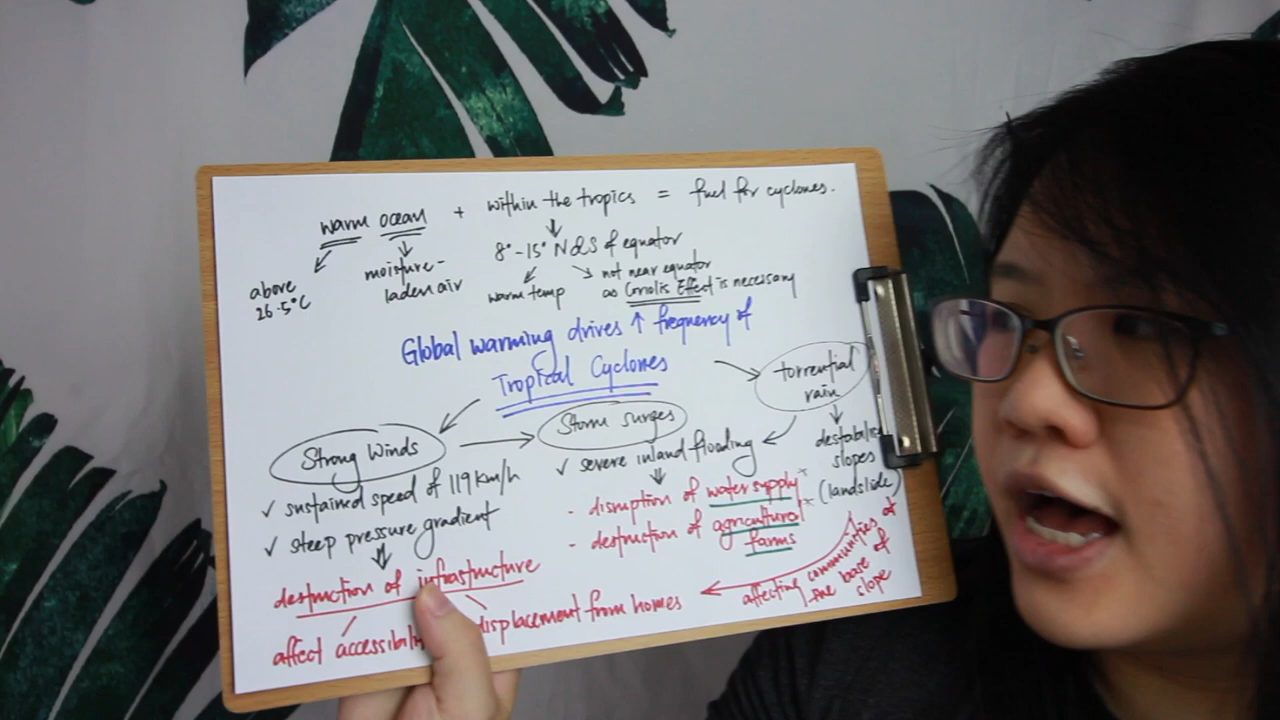 warm ocean + within the tropics = fuel for cyclones.
above
26.5°C
moisture-
laden air
8°-15° N & S of equator
warm temp
not near equator
as Coriolis Effect is necessary
Global warming drives ↑ frequency of
Tropical Cyclones
Strong Winds
✓ sustained speed of 119 km/h
✓ steep pressure gradient
destruction of infrastructure
affect
displacement from homes
Storm surges
✓ severe inland flooding
- disruption of water supply
- destruction of agricultural
farms
torrential
rain
slopes
(landslide)
affecting communities at
the base of
slope